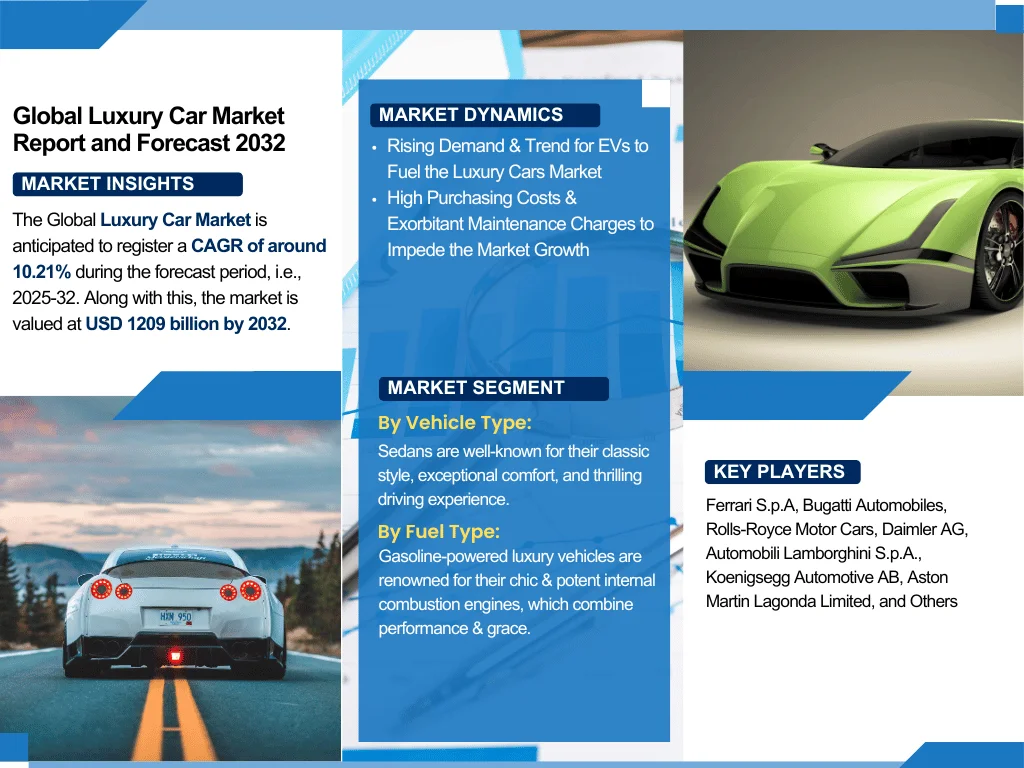 Global Luxury Car Market
Report and Forecast 2032
MARKET INSIGHTS
The Global Luxury Car Market is
anticipated to register a CAGR of around
10.21% during the forecast period, i.e.,
2025-32. Along with this, the market is
valued at USD 1209 billion by 2032.
HXM 950
MARKET DYNAMICS
• Rising Demand & Trend for EVs to
Fuel the Luxury Cars Market
• High Purchasing Costs &
Exorbitant Maintenance Charges to
Impede the Market Growth
MARKET SEGMENT
By Vehicle Type:
Sedans are well-known for their classic
style, exceptional comfort, and thrilling
driving experience.
By Fuel Type:
Gasoline-powered luxury vehicles are
renowned for their chic & potent internal
combustion engines, which combine
performance & grace.
KEY PLAYERS
Ferrari S.p.A, Bugatti Automobiles,
Rolls-Royce Motor Cars, Daimler AG,
Automobili Lamborghini S.p.A.,
Koenigsegg Automotive AB, Aston
Martin Lagonda Limited, and Others